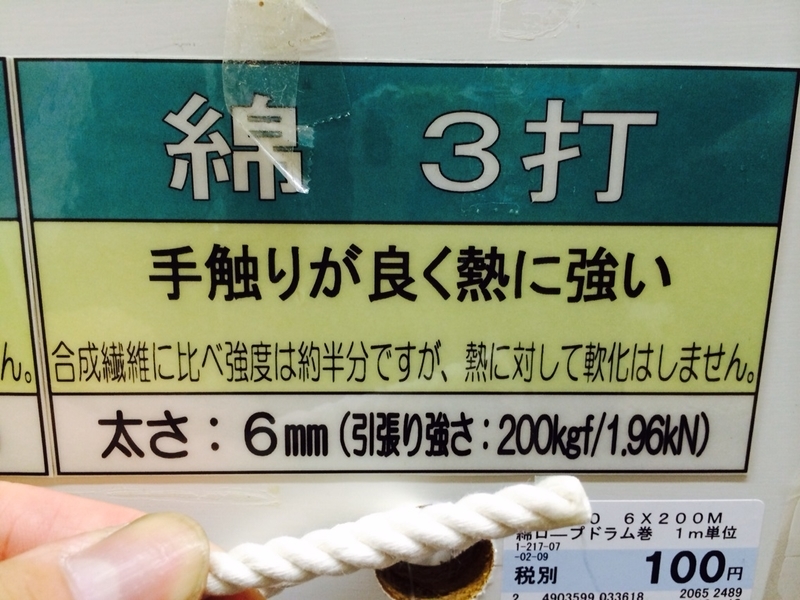 綿 3打
手触りが良く熱に強い
ん。
合成繊維に比べ強度は約半分ですが、熱に対して軟化はしません。
太さ：6mm（引張り強さ：200kgf/1.96kN）
0 6X200M
綿ロープドラム巻 1m単位
1-217-07
-02-09
税別 100円
2 4903599 033618 2065 2489